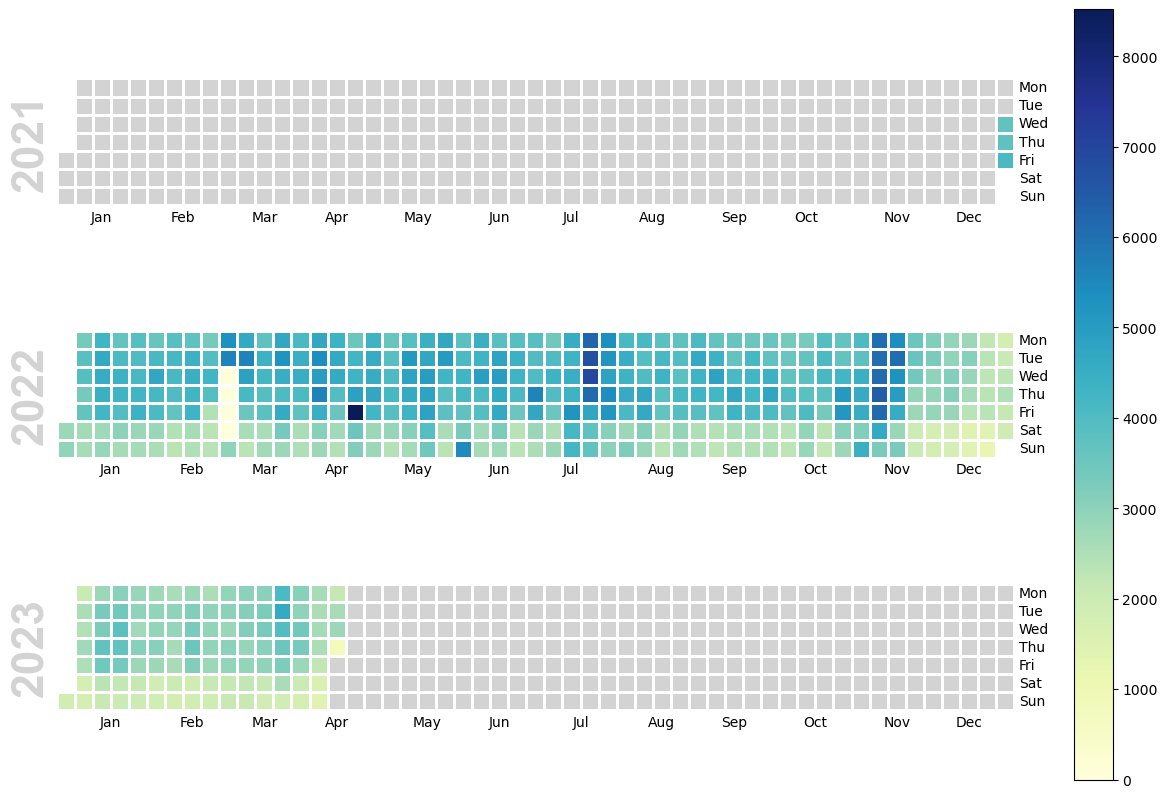 8000
7000
6000
5000
4000
3000
2000
1000
0
2021
Mon
Tue
Wed
Thu
Fri
Sat
Sun
Jan Feb Mar Apr May Jun Jul Aug Sep Oct Nov Dec
2022
Mon
Tue
Wed
Thu
Fri
Sat
Sun
Jan Feb Mar Apr May Jun Jul Aug Sep Oct Nov Dec
2023
Mon
Tue
Wed
Thu
Fri
Sat
Sun
Jan Feb Mar Apr May Jun Jul Aug Sep Oct Nov Dec